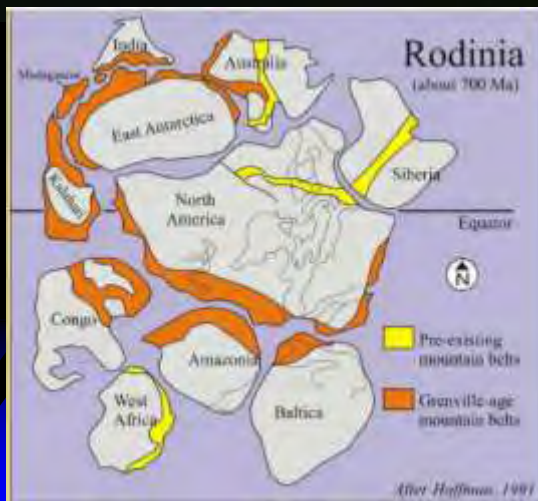 Rodinia
(about 700 Ma)
India
Madagascar
Australia
East Antarctica
Siberia
Kalahari
North
America
Equator
N
Congo
Amazonia
West
Africa
Baltica
Pre-existing
mountain belts
Grenville-age
mountain belts
After Hoffman, 1991